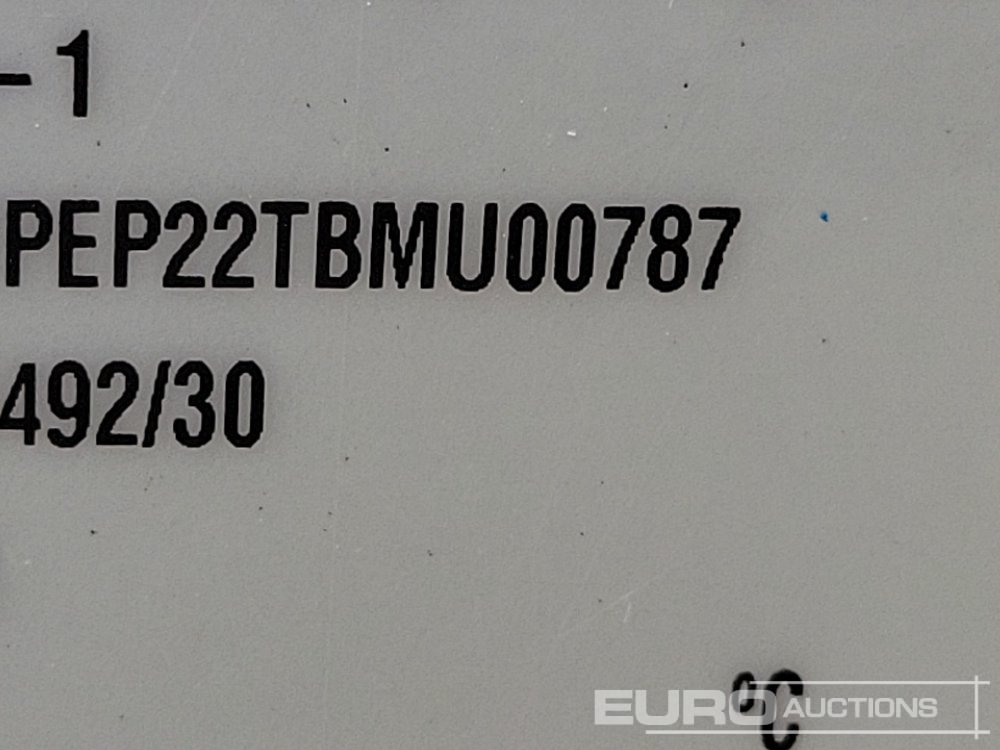 – 1
PEP22TBMU00787
492/30
°C
EURO AUCTIONS